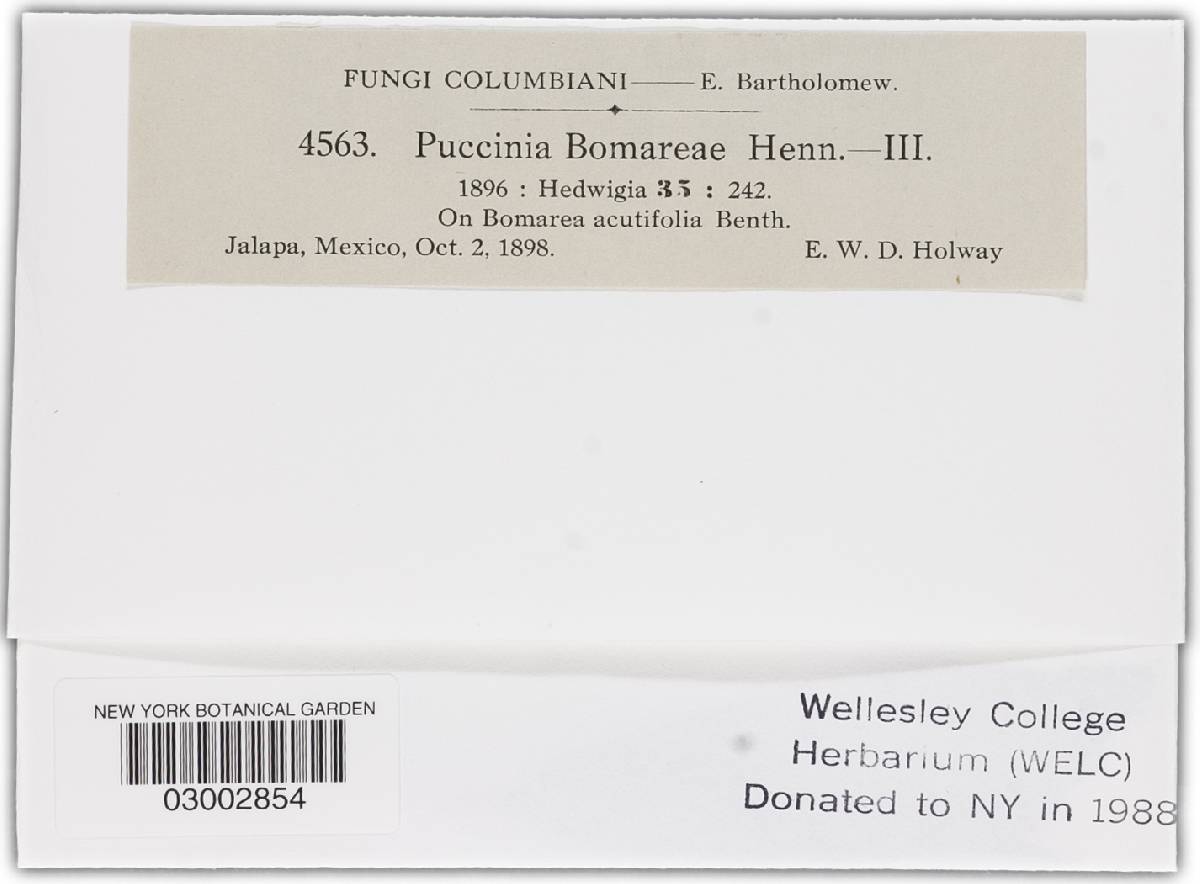 FUNGI COLUMBIANI——E. Bartholomew.
4563. Puccinia Bomareae Henn.—III.
1896 : Hedwigia 35 : 242.
On Bomarea acutifolia Benth.
Jalapa, Mexico, Oct. 2, 1898. E. W. D. Holway
NEW YORK BOTANICAL GARDEN
03002854
Wellesley College
Herbarium (WELC)
Donated to NY in 1988